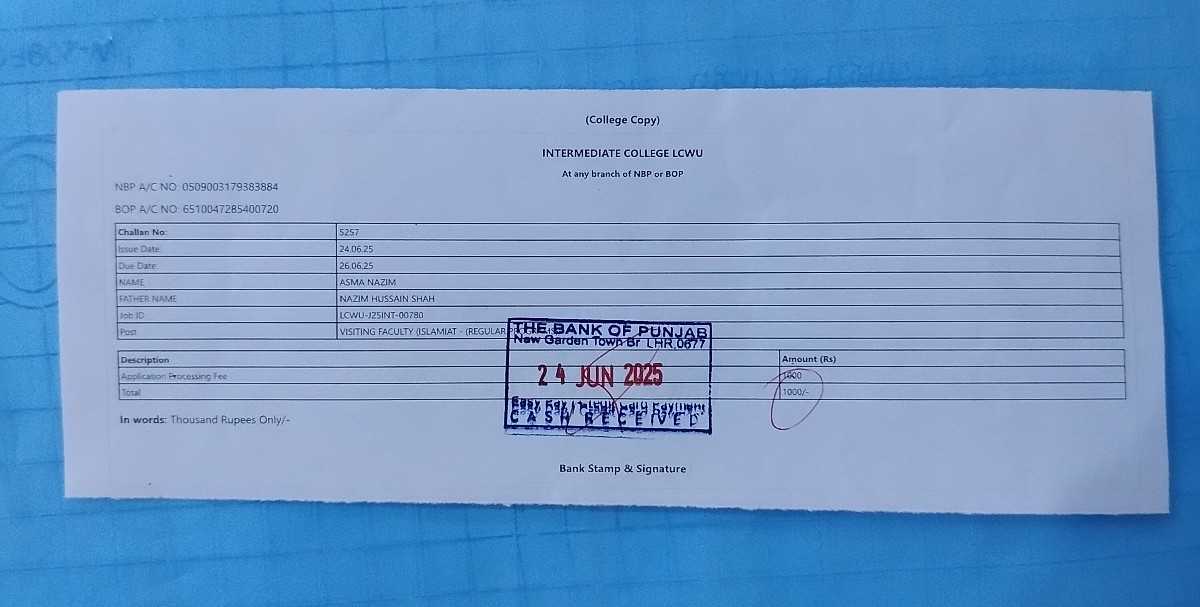 (College Copy)
INTERMEDIATE COLLEGE LCWU
At any branch of NBP or BOP
NBP A/C NO: 0509003179383884
BOP A/C NO: 6510047285400720
Challan No: 5257
Issue Date: 24.06.25
Due Date: 26.06.25
NAME ASMA NAZIM
FATHER NAME NAZIM HUSSAIN SHAH
Job ID LCWU-J25INT-00780
Post VISITING FACULTY (ISLAMIAT - (REGULAR
THE BANK OF PUNJAB
New Garden Town Br LHR.0677
Description Amount (Rs)
Application Processing Fee 1000
24 JUN 2025
Total 1000/-
CASH RECEIVED
In words: Thousand Rupees Only/-
Bank Stamp & Signature